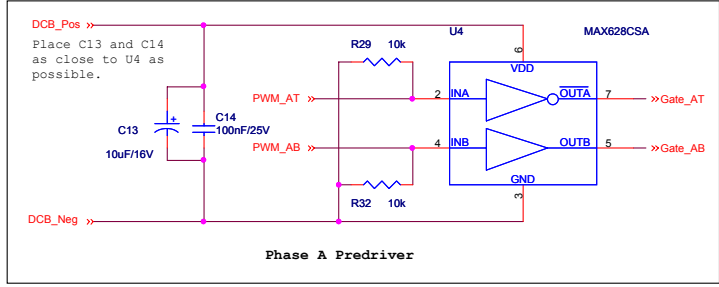 DCB_Pos
Place C13 and C14
as close to U4 as
possible.
R29 10k
U4
MAX628CSA
6
VDD
PWM_AT
2
INA
OUTA
7
Gate_AT
C14
100nF/25V
C13
10uF/16V
PWM_AB
4
INB
OUTB
5
Gate_AB
GND
3
R32 10k
DCB_Neg
Phase A Predriver